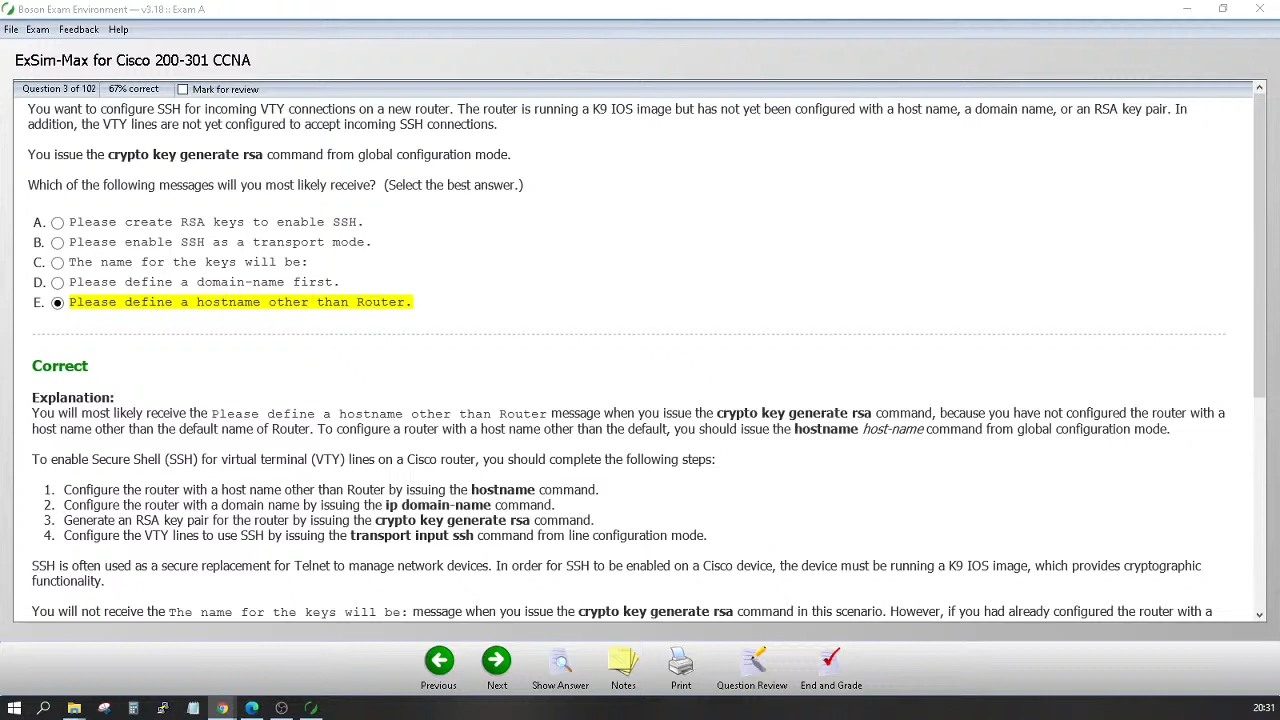 Boson Exam Environment — v3.18 :: Exam A
File Exam Feedback Help
ExSim-Max for Cisco 200-301 CCNA
Question 3 of 102 67% correct Mark for review
You want to configure SSH for incoming VTY connections on a new router. The router is running a K9 IOS image but has not yet been configured with a host name, a domain name, or an RSA key pair. In
addition, the VTY lines are not yet configured to accept incoming SSH connections.
You issue the crypto key generate rsa command from global configuration mode.
Which of the following messages will you most likely receive? (Select the best answer.)
A. Please create RSA keys to enable SSH.
B. Please enable SSH as a transport mode.
C. The name for the keys will be:
D. Please define a domain-name first.
E. Please define a hostname other than Router.
Correct
Explanation:
You will most likely receive the Please define a hostname other than Router message when you issue the crypto key generate rsa command, because you have not configured the router with a
host name other than the default name of Router. To configure a router with a host name other than the default, you should issue the hostname host-name command from global configuration mode.
To enable Secure Shell (SSH) for virtual terminal (VTY) lines on a Cisco router, you should complete the following steps:
1. Configure the router with a host name other than Router by issuing the hostname command.
2. Configure the router with a domain name by issuing the ip domain-name command.
3. Generate an RSA key pair for the router by issuing the crypto key generate rsa command.
4. Configure the VTY lines to use SSH by issuing the transport input ssh command from line configuration mode.
SSH is often used as a secure replacement for Telnet to manage network devices. In order for SSH to be enabled on a Cisco device, the device must be running a K9 IOS image, which provides cryptographic
functionality.
You will not receive the The name for the keys will be: message when you issue the crypto key generate rsa command in this scenario. However, if you had already configured the router with a
Previous Next Show Answer Notes Print Question Review End and Grade
20:31